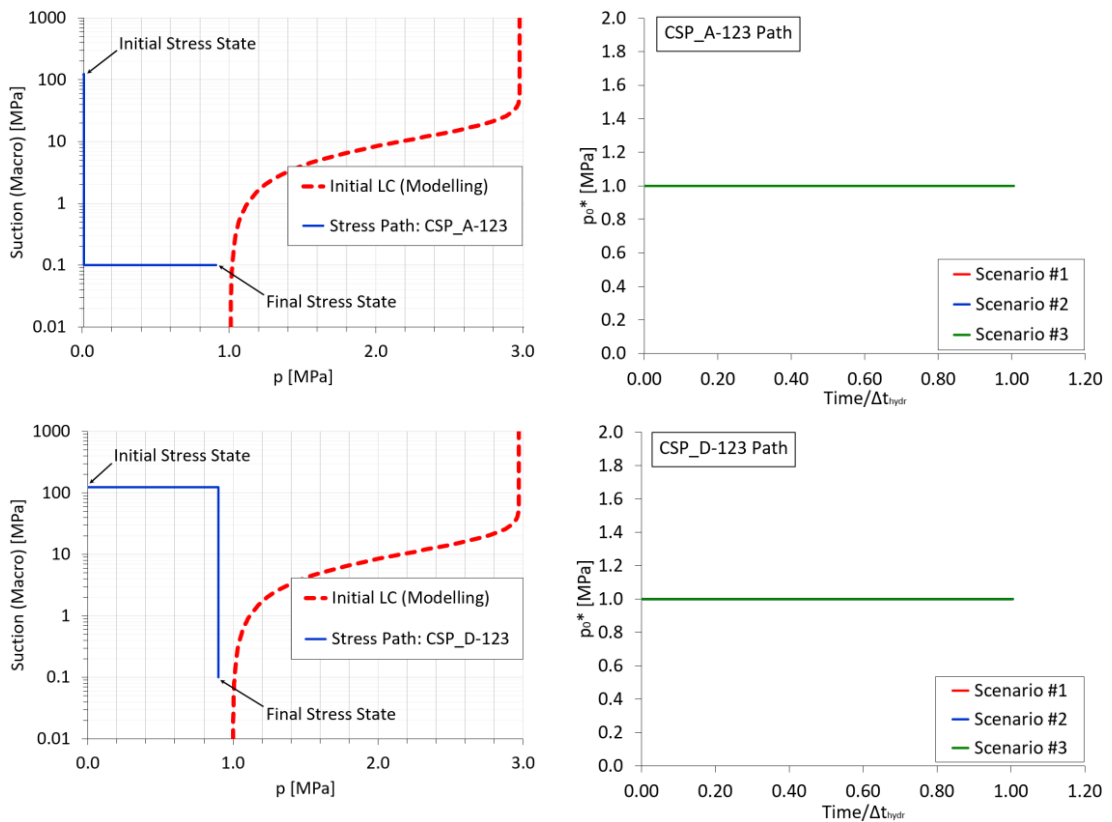 1000
100
10
1
0.1
0.01
Suction (Macro) [MPa]
Initial Stress State
Initial LC (Modelling)
Stress Path: CSP_A-123
Final Stress State
0.0
1.0
2.0
3.0
p [MPa]
CSP_A-123 Path
2.0
1.8
1.6
1.4
1.2
1.0
0.8
0.6
0.4
0.2
0.0
p₀* [MPa]
Scenario #1
Scenario #2
Scenario #3
0.00
0.20
0.40
0.60
0.80
1.00
1.20
Time/Δthydr
1000
100
10
1
0.1
0.01
Suction (Macro) [MPa]
Initial Stress State
Initial LC (Modelling)
Stress Path: CSP_D-123
Final Stress State
0.0
1.0
2.0
3.0
p [MPa]
CSP_D-123 Path
2.0
1.8
1.6
1.4
1.2
1.0
0.8
0.6
0.4
0.2
0.0
p₀* [MPa]
Scenario #1
Scenario #2
Scenario #3
0.00
0.20
0.40
0.60
0.80
1.00
1.20
Time/Δthydr